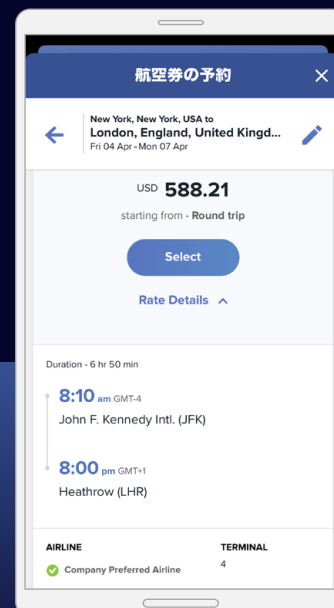 航空券の予約
New York, New York, USA to
London, England, United Kingd...
Fri 04 Apr - Mon 07 Apr
USD 588.21
starting from • Round trip
Select
Rate Details
Duration - 6 hr 50 min
8:10 am GMT-4
John F. Kennedy Intl. (JFK)
8:00 pm GMT+1
Heathrow (LHR)
AIRLINE TERMINAL
Company Preferred Airline 4